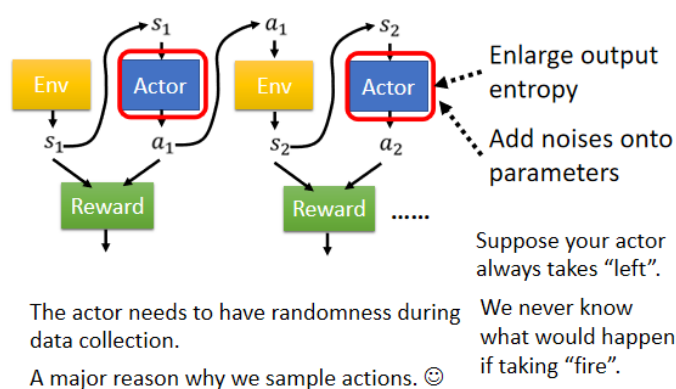 s₁
a₁
s₂
Env
Actor
Env
Actor
s₁
a₁
s₂
a₂
Reward
Reward
......
Enlarge output
entropy
Add noises onto
parameters
Suppose your actor
always takes “left”.
We never know
what would happen
if taking “fire”.
The actor needs to have randomness during
data collection.
A major reason why we sample actions. ☺